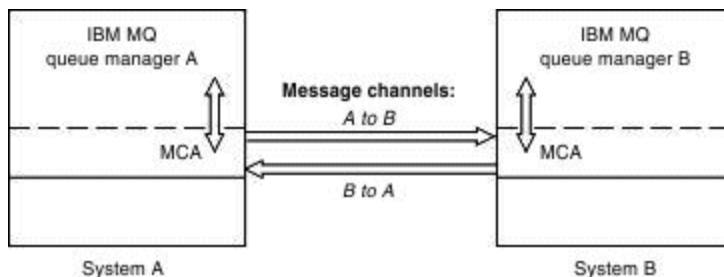 IBM MQ
queue manager A
MCA
System A
Message channels:
A to B
B to A
IBM MQ
queue manager B
MCA
System B